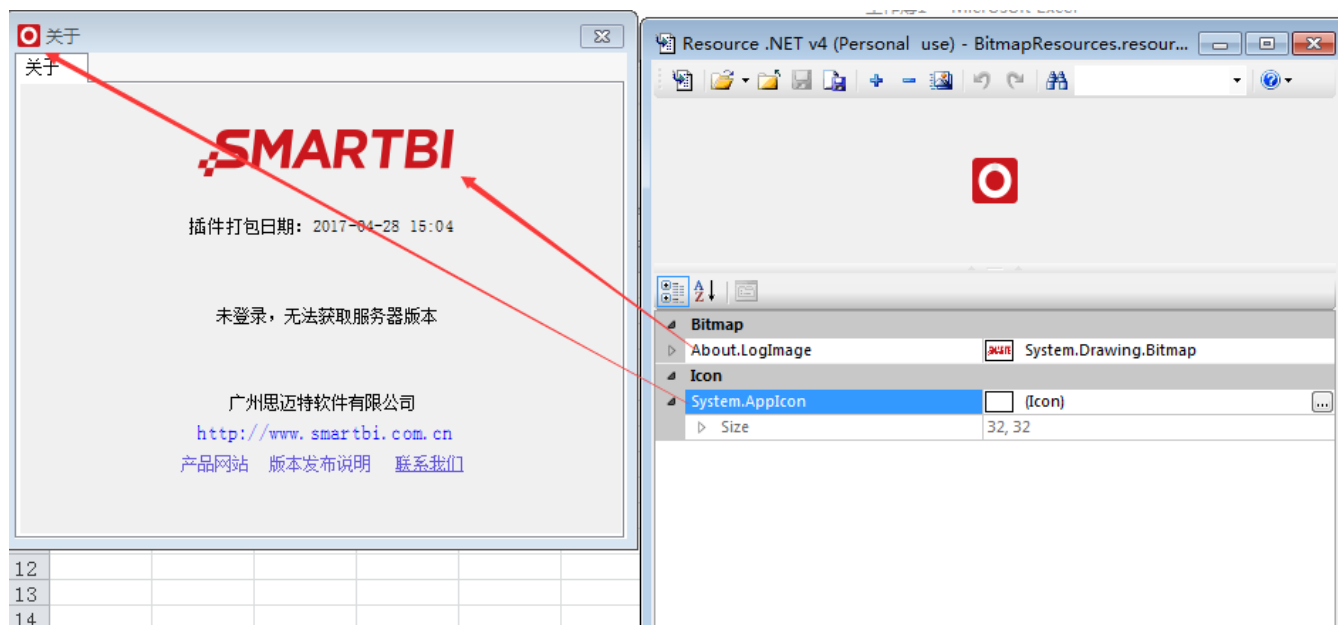 关于
关于
SMARTBI
插件打包日期: 2017-04-28 15:04
未登录，无法获取服务器版本
广州思迈特软件有限公司
http://www.smartbi.com.cn
产品网站 版本发布说明 联系我们
12
13
14
Resource .NET v4 (Personal use) - BitmapResources.resour...
Bitmap
About.LogImage System.Drawing.Bitmap
Icon
System.AppIcon (Icon) ...
Size 32, 32